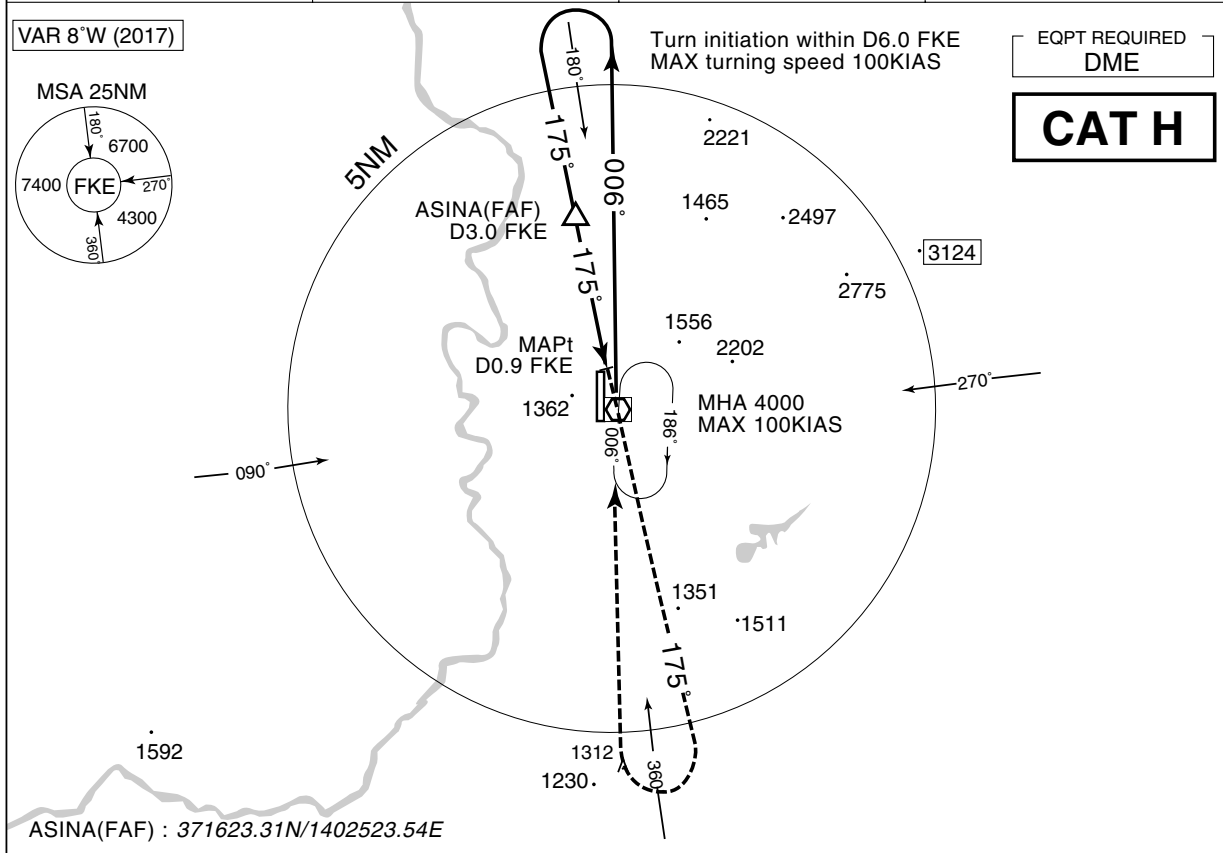 VAR 8°W (2017)
Turn initiation within D6.0 FKE
MAX turning speed 100KIAS
EQPT REQUIRED
DME
CAT H
MSA 25NM
180°
6700
7400
FKE
270°
4300
360°
180°
5NM
175°
006°
2221
1465
2497
3124
2775
ASINA(FAF)
D3.0 FKE
175°
1556
2202
MAPt
D0.9 FKE
1362
MHA 4000
MAX 100KIAS
270°
186°
006°
090°
1351
1511
175°
1592
1312
1230
360°
ASINA(FAF) : 371623.31N/1402523.54E